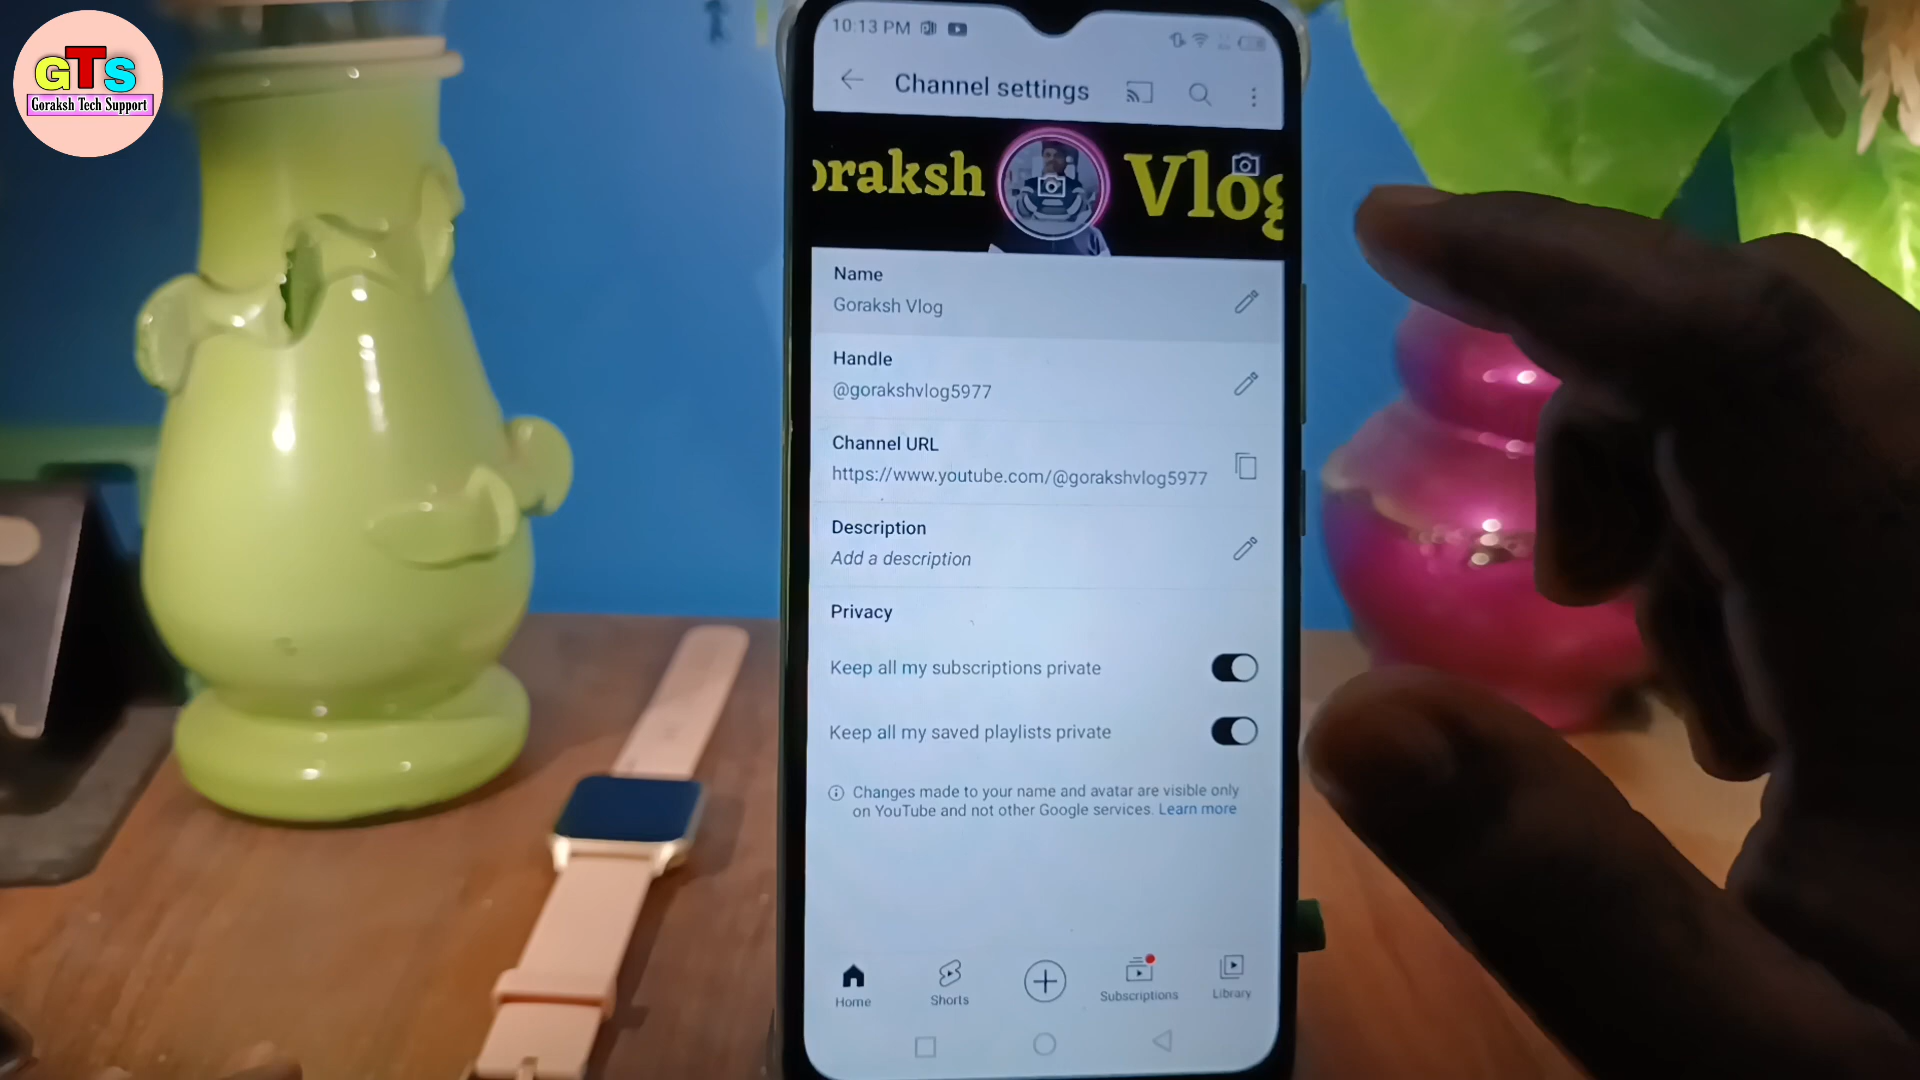 GTS
Goraksh Tech Support
10:13 PM
Channel settings
oraksh Vlog
Name
Goraksh Vlog
Handle
@gorakshvlog5977
Channel URL
https://www.youtube.com/@gorakshvlog5977
Description
Add a description
Privacy
Keep all my subscriptions private
Keep all my saved playlists private
Changes made to your name and avatar are visible only
on YouTube and not other Google services. Learn more
Home
Shorts
Subscriptions
Library